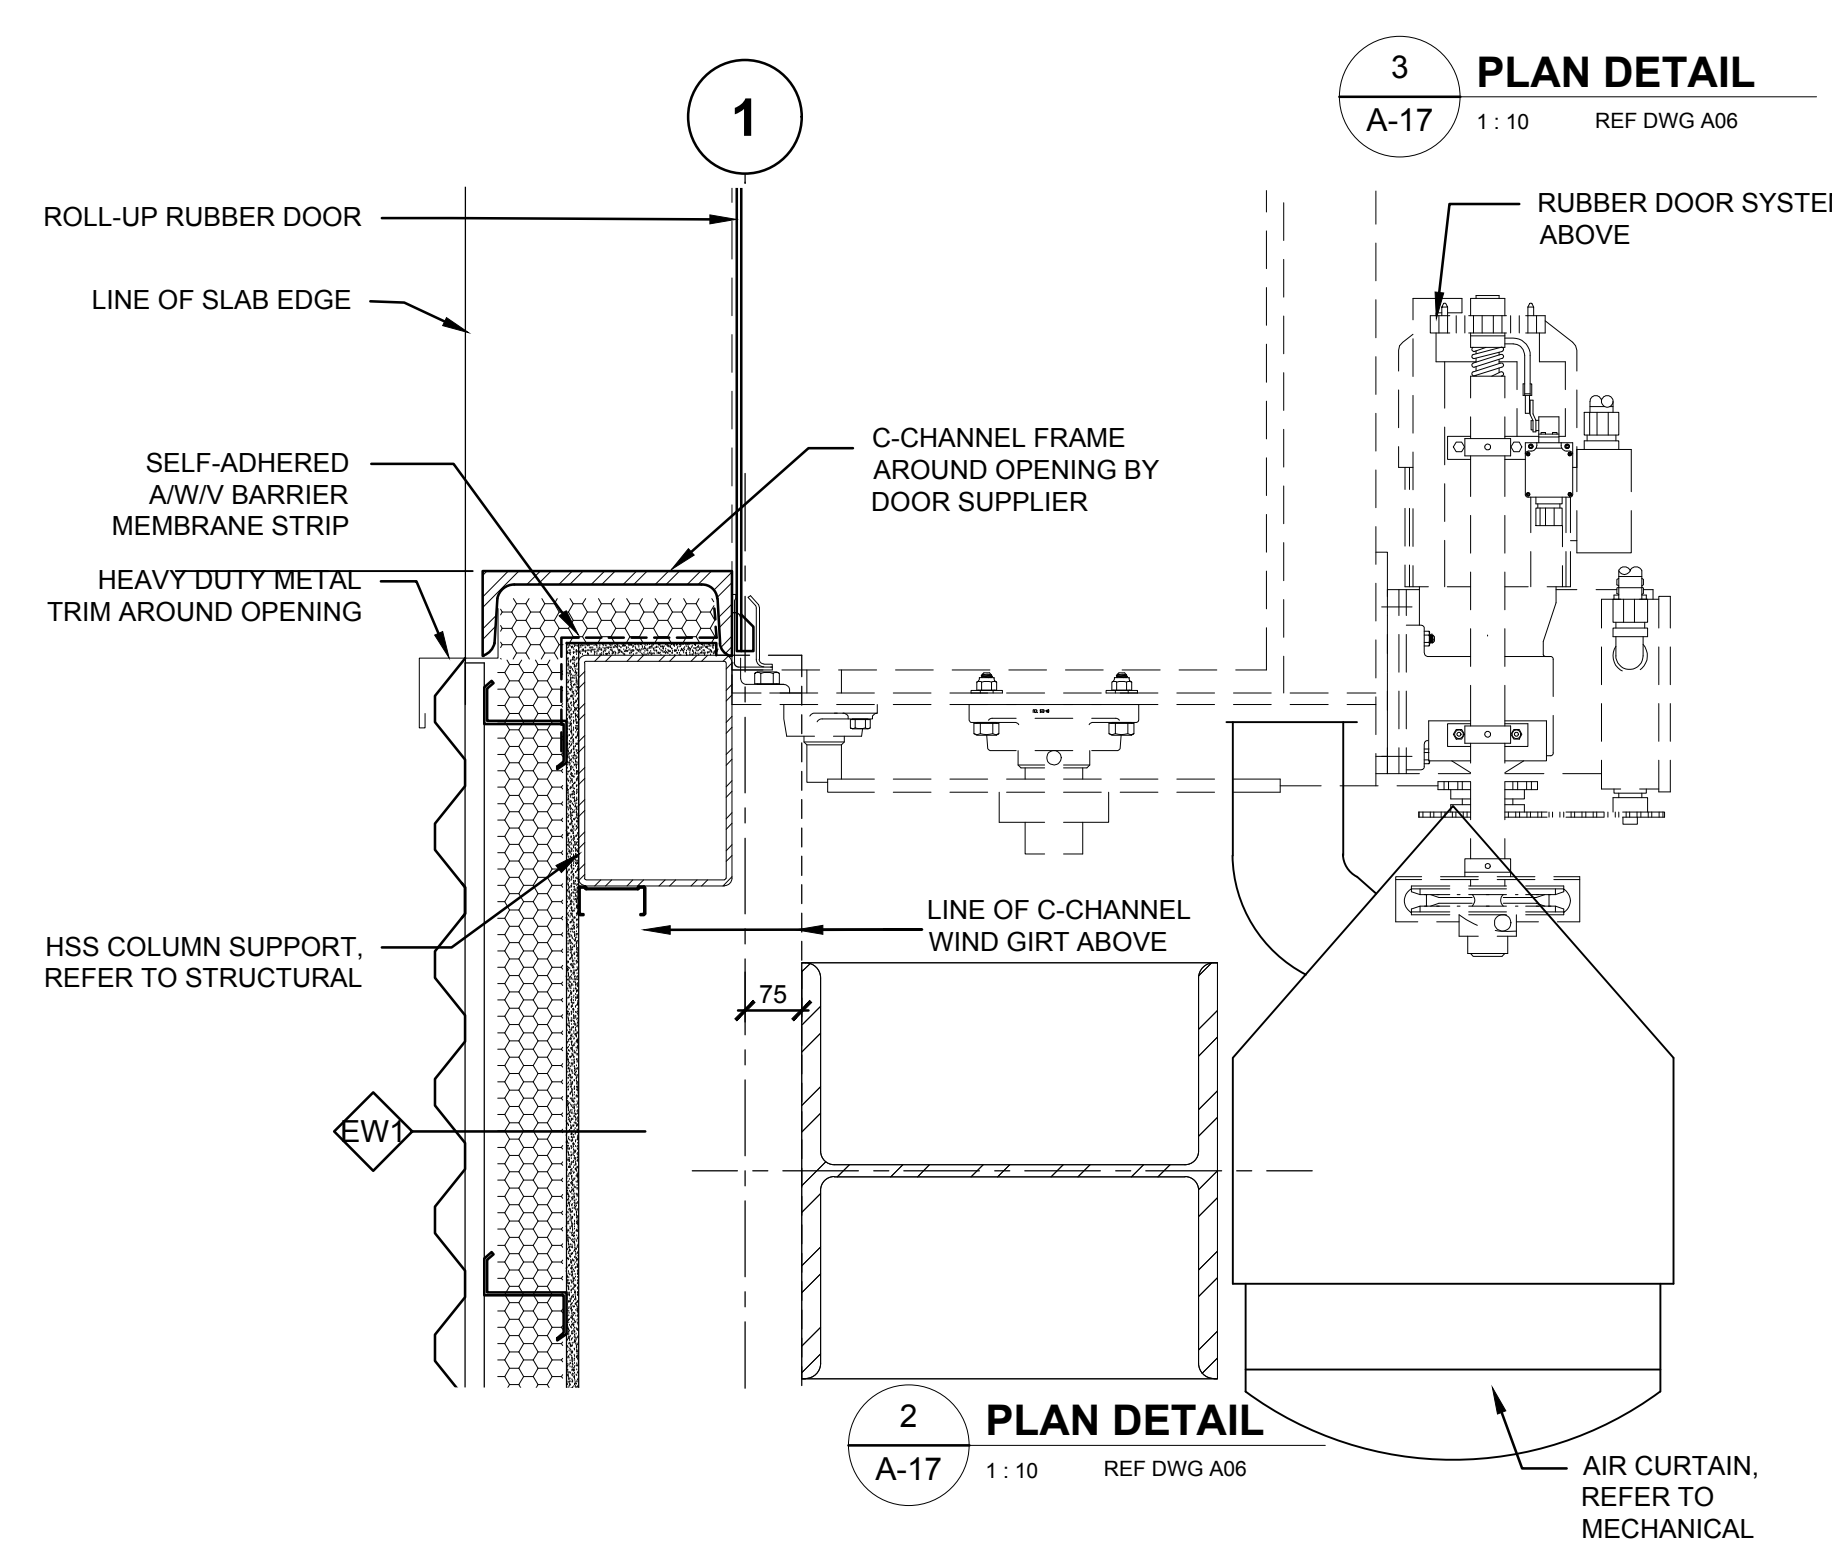 3
A-17
PLAN DETAIL
1 : 10
REF DWG A06
1
ROLL-UP RUBBER DOOR
RUBBER DOOR SYSTEM
ABOVE
LINE OF SLAB EDGE
C-CHANNEL FRAME
AROUND OPENING BY
DOOR SUPPLIER
SELF-ADHERED
A/W/V BARRIER
MEMBRANE STRIP
HEAVY DUTY METAL
TRIM AROUND OPENING
LINE OF C-CHANNEL
WIND GIRT ABOVE
HSS COLUMN SUPPORT,
REFER TO STRUCTURAL
75
EW1
2
A-17
PLAN DETAIL
1 : 10
REF DWG A06
AIR CURTAIN,
REFER TO
MECHANICAL